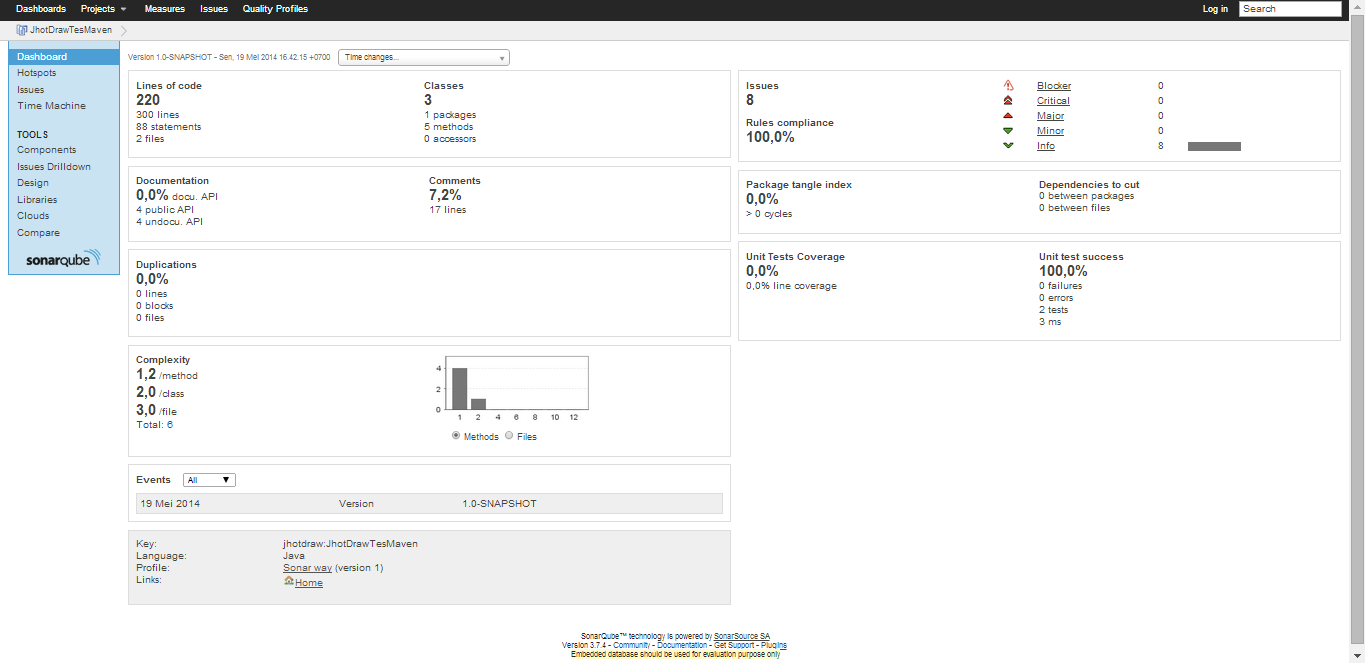 Dashboards Projects Measures Issues Quality Profiles Log in Search
JhotDrawTesMaven
Dashboard
Hotspots
Issues
Time Machine
TOOLS
Components
Issues Drilldown
Design
Libraries
Clouds
Compare
sonarqube
Version 1.0-SNAPSHOT - Sen, 19 Mei 2014 16.42.15 +0700 Time changes...
Lines of code
220
300 lines
88 statements
2 files
Classes
3
1 packages
5 methods
0 accessors
Documentation
0,0% docu. API
4 public API
4 undocu. API
Comments
7,2%
17 lines
Duplications
0,0%
0 lines
0 blocks
0 files
Complexity
1,2 /method
2,0 /class
3,0 /file
Total: 6
4
2
0
1 2 4 6 8 10 12
Methods Files
Events All
19 Mei 2014 Version 1.0-SNAPSHOT
Key: jhotdraw:JhotDrawTesMaven
Language: Java
Profile: Sonar way (version 1)
Links: Home
Issues
8
Rules compliance
100,0%
Blocker 0
Critical 0
Major 0
Minor 0
Info 8
Package tangle index
0,0%
> 0 cycles
Dependencies to cut
0 between packages
0 between files
Unit Tests Coverage
0,0%
0,0% line coverage
Unit test success
100,0%
0 failures
0 errors
2 tests
3 ms
SonarQube™ technology is powered by SonarSource SA
Version 3.7.4 - Community - Documentation - Get Support - Plugins
Embedded database should be used for evaluation purpose only